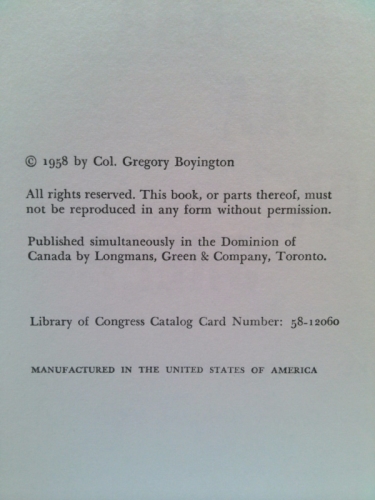 © 1958 by Col. Gregory Boyington
All rights reserved. This book, or parts thereof, must
not be reproduced in any form without permission.
Published simultaneously in the Dominion of
Canada by Longmans, Green & Company, Toronto.
Library of Congress Catalog Card Number: 58-12060
MANUFACTURED IN THE UNITED STATES OF AMERICA